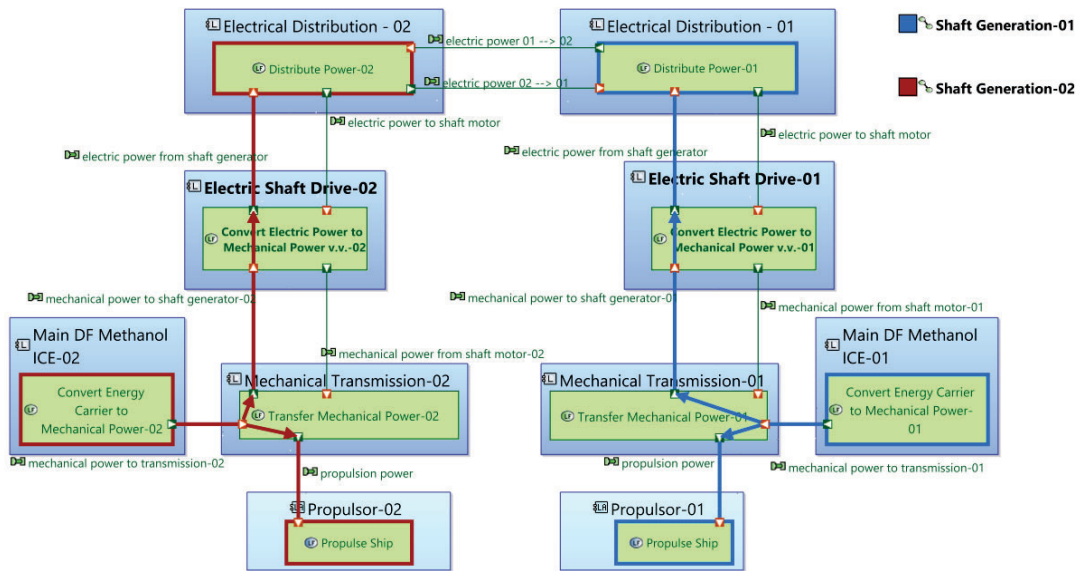 Electrical Distribution - 02
Electrical Distribution - 01
Shaft Generation-01
Shaft Generation-02
electric power 01 --> 02
Distribute Power-02
Distribute Power-01
electric power 02 --> 01
electric power to shaft motor
electric power to shaft motor
electric power from shaft generator
electric power from shaft generator
Electric Shaft Drive-02
Electric Shaft Drive-01
Convert Electric Power to
Mechanical Power v.v.-02
Convert Electric Power to
Mechanical Power v.v.-01
mechanical power to shaft generator-02
mechanical power to shaft generator-01
mechanical power from shaft motor-01
Main DF Methanol
ICE-02
Main DF Methanol
ICE-01
mechanical power from shaft motor-02
Mechanical Transmission-02
Mechanical Transmission-01
Convert Energy
Carrier to
Mechanical Power-02
Transfer Mechanical Power-02
Transfer Mechanical Power-01
Convert Energy Carrier
to Mechanical Power-
01
mechanical power to transmission-02
propulsion power
propulsion power
mechanical power to transmission-01
Propulsor-02
Propulsor-01
Propulse Ship
Propulse Ship